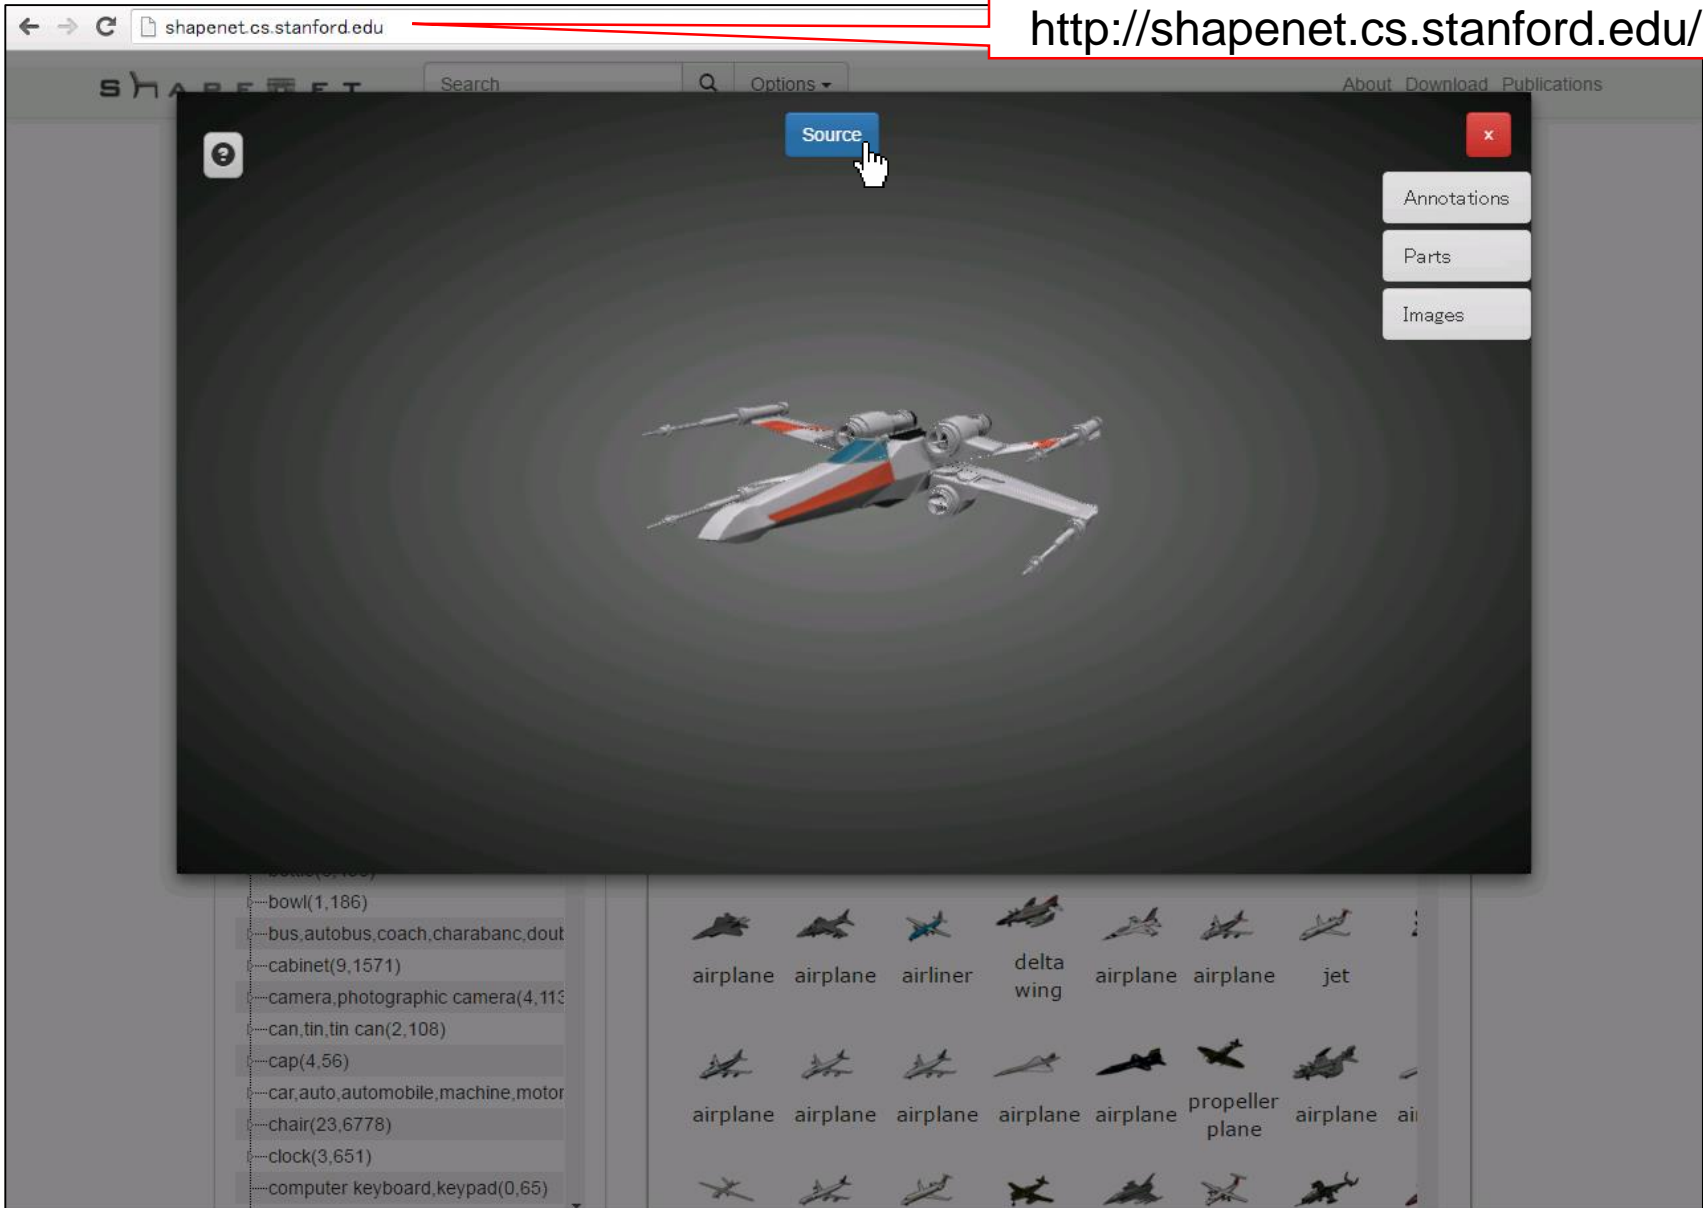 shapenet.cs.stanford.edu
http://shapenet.cs.stanford.edu/
Search
Options
About Download Publications
Source
x
?
Annotations
Parts
Images
bowl(1,186)
bus,autobus,coach,charabanc,doub
cabinet(9,1571)
camera,photographic camera(4,113
can,tin,tin can(2,108)
cap(4,56)
car,auto,automobile,machine,motor
chair(23,6778)
clock(3,651)
computer keyboard,keypad(0,65)
airplane airplane airliner delta wing airplane airplane jet
airplane airplane airplane airplane airplane propeller plane airplane ai